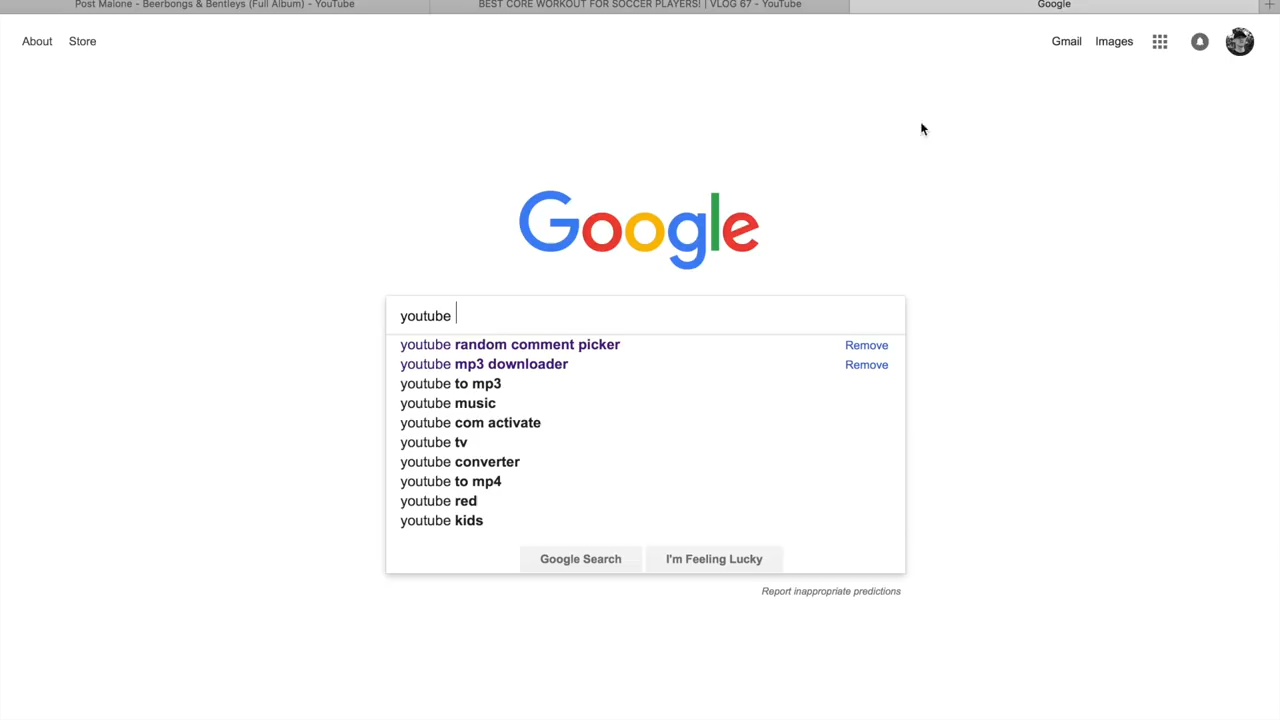 Post Malone - Beerbongs & Bentleys (Full Album) - YouTube
BEST CORE WORKOUT FOR SOCCER PLAYERS! | VLOG 67 - YouTube
Google
About
Store
Gmail
Images
Google
youtube
youtube random comment picker
Remove
youtube mp3 downloader
Remove
youtube to mp3
youtube music
youtube com activate
youtube tv
youtube converter
youtube to mp4
youtube red
youtube kids
Google Search
I'm Feeling Lucky
Report inappropriate predictions